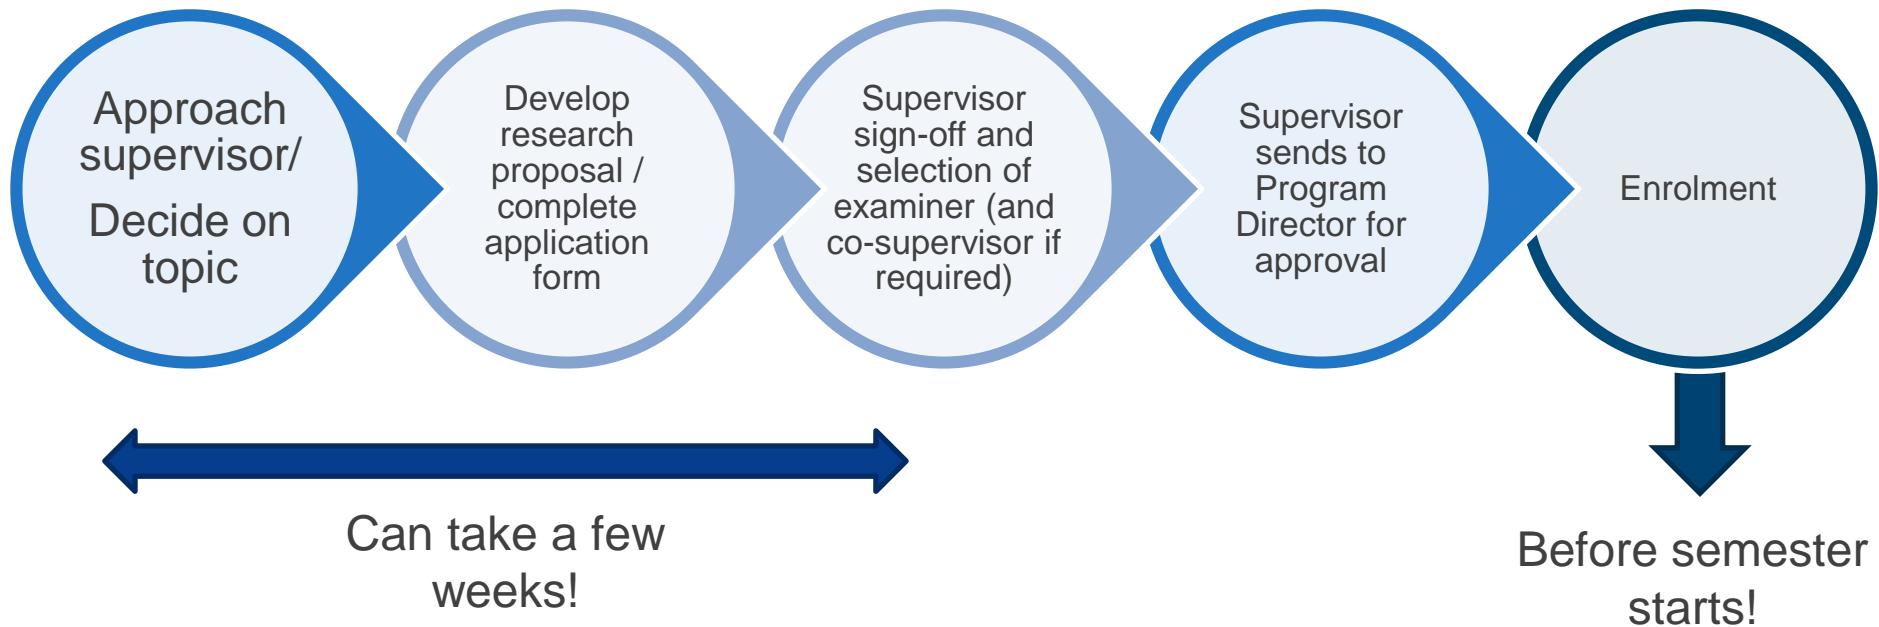 Approach
supervisor/
Decide on
topic
Develop
research
proposal /
complete
application
form
Supervisor
sign-off and
selection of
examiner (and
co-supervisor if
required)
Supervisor
sends to
Program
Director for
approval
Enrolment
Can take a few
weeks!
Before semester
starts!